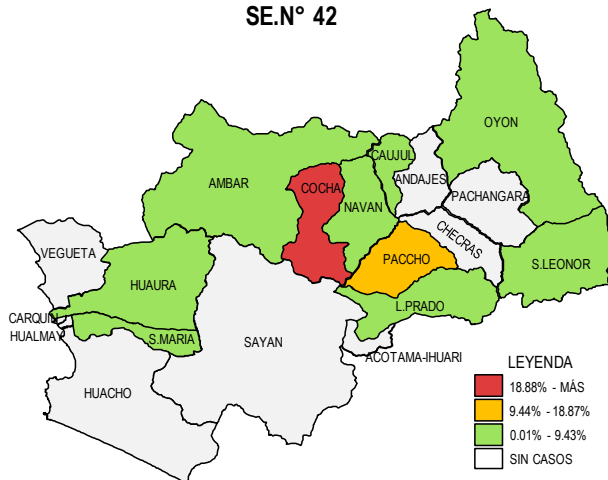 SE.N° 42
OYON
CAUJUL
ANDAJES
AMBAR
COCHA
PACHANGARA
NAVAN
CHECRAS
VEGUETA
PACCHO
S.LEONOR
HUAURA
L.PRADO
CARQUIN
HUALMAY
S.MARIA
SAYAN
ACOTAMA-IHUARI
HUACHO
LEYENDA
18.88% - MÁS
9.44% - 18.87%
0.01% - 9.43%
SIN CASOS